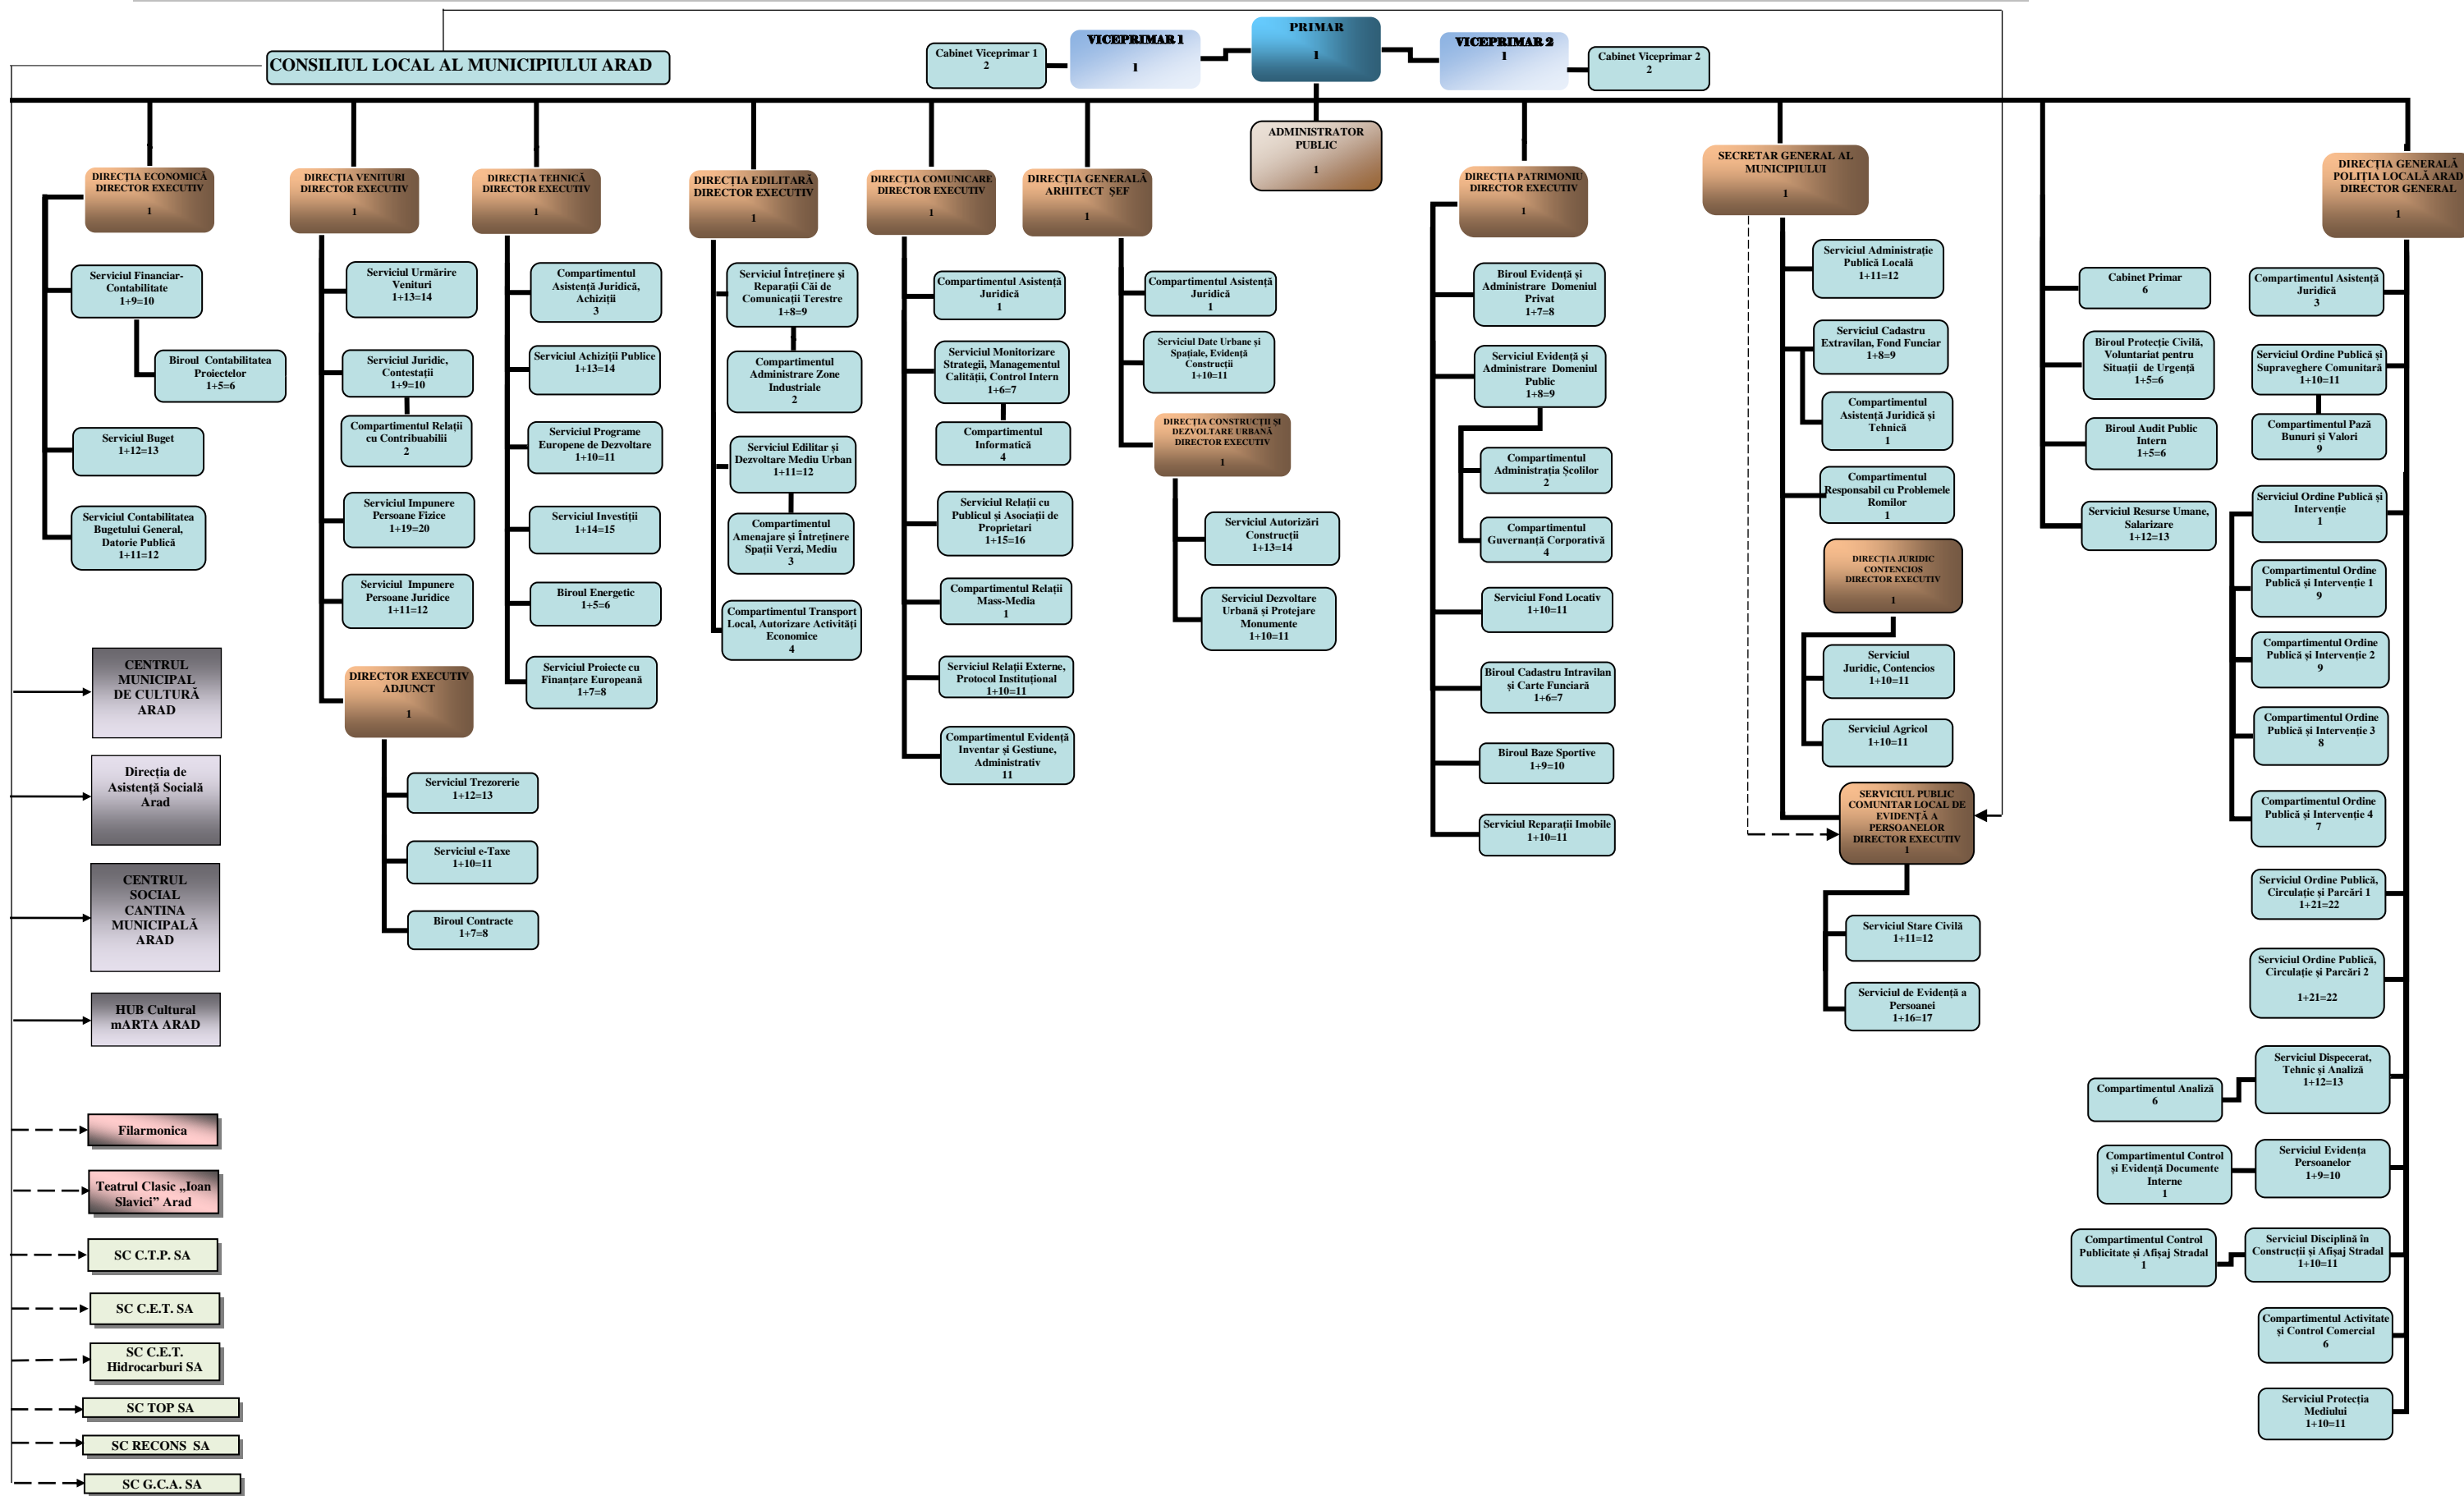 PRIMAR
1
VICEPRIMAR 1
1
VICEPRIMAR 2
1
Cabinet Viceprimar 1
2
Cabinet Viceprimar 2
2
CONSILIUL LOCAL AL MUNICIPIULUI ARAD
ADMINISTRATOR
PUBLIC
1
DIRECȚIA ECONOMICĂ
DIRECTOR EXECUTIV
1
Serviciul Financiar-
Contabilitate
1+9=10
Biroul Contabilitatea
Proiectelor
1+5=6
Serviciul Buget
1+12=13
Serviciul Contabilitatea
Bugetului General,
Datorie Publică
1+11=12
DIRECȚIA VENITURI
DIRECTOR EXECUTIV
1
Serviciul Urmărire
Venituri
1+13=14
Serviciul Juridic,
Contestații
1+9=10
Compartimentul Relații
cu Contribuabilii
2
Serviciul Impunere
Persoane Fizice
1+19=20
Serviciul Impunere
Persoane Juridice
1+11=12
DIRECTOR EXECUTIV
ADJUNCT
1
Serviciul Trezorerie
1+12=13
Serviciul e-Taxe
1+10=11
Biroul Contracte
1+7=8
DIRECȚIA TEHNICĂ
DIRECTOR EXECUTIV
1
Compartimentul
Asistență Juridică,
Achiziții
3
Serviciul Achiziții Publice
1+13=14
Serviciul Programe
Europene de Dezvoltare
1+10=11
Serviciul Investiții
1+14=15
Biroul Energetic
1+5=6
Serviciul Proiecte cu
Finanțare Europeană
1+7=8
DIRECȚIA EDILITARĂ
DIRECTOR EXECUTIV
1
Serviciul Întreținere și
Reparații Căi de
Comunicații Terestre
1+8=9
Compartimentul
Administrare Zone
Industriale
2
Serviciul Edilitar și
Dezvoltare Mediu Urban
1+11=12
Compartimentul
Amenajare și Întreținere
Spații Verzi, Mediu
3
Compartimentul Transport
Local, Autorizare Activități
Economice
4
DIRECȚIA COMUNICARE
DIRECTOR EXECUTIV
1
Compartimentul Asistență
Juridică
1
Serviciul Monitorizare
Strategii, Managementul
Calității, Control Intern
1+6=7
Compartimentul
Informatică
4
Serviciul Relații cu
Publicul și Asociații de
Proprietari
1+15=16
Compartimentul Relații
Mass-Media
1
Serviciul Relații Externe,
Protocol Instituțional
1+10=11
Compartimentul Evidență
Inventar și Gestiune,
Administrativ
11
DIRECȚIA GENERALĂ
ARHITECT ȘEF
1
Compartimentul Asistență
Juridică
1
Serviciul Date Urbane și
Spațiale, Evidență
Construcții
1+10=11
DIRECȚIA CONSTRUCȚII ȘI
DEZVOLTARE URBANĂ
DIRECTOR EXECUTIV
1
Serviciul Autorizări
Construcții
1+13=14
Serviciul Dezvoltare
Urbană și Protejare
Monumente
1+10=11
DIRECȚIA PATRIMONIU
DIRECTOR EXECUTIV
1
Biroul Evidență și
Administrare Domeniul
Privat
1+7=8
Serviciul Evidență și
Administrare Domeniul
Public
1+8=9
Compartimentul
Administrația Școlilor
2
Compartimentul
Guvernanță Corporativă
4
Serviciul Fond Locativ
1+10=11
Biroul Cadastru Intravilan
și Carte Funciară
1+6=7
Biroul Baze Sportive
1+9=10
Serviciul Reparații Imobile
1+10=11
SECRETAR GENERAL AL
MUNICIPIULUI
1
Serviciul Administrație
Publică Locală
1+11=12
Serviciul Cadastru
Extravilan, Fond Funciar
1+8=9
Compartimentul
Asistență Juridică și
Tehnică
1
Compartimentul
Responsabil cu Problemele
Romilor
1
DIRECȚIA JURIDIC
CONTENCIOS
DIRECTOR EXECUTIV
1
Serviciul
Juridic, Contencios
1+10=11
Serviciul Agricol
1+10=11
SERVICIUL PUBLIC
COMUNITAR LOCAL DE
EVIDENȚĂ A
PERSOANELOR
DIRECTOR EXECUTIV
1
Serviciul Stare Civilă
1+11=12
Serviciul de Evidență a
Persoanei
1+16=17
Cabinet Primar
6
Biroul Protecție Civilă,
Voluntariat pentru
Situații de Urgență
1+5=6
Biroul Audit Public
Intern
1+5=6
Serviciul Resurse Umane,
Salarizare
1+12=13
DIRECȚIA GENERALĂ
POLIȚIA LOCALĂ ARAD
DIRECTOR GENERAL
1
Compartimentul Asistență
Juridică
3
Serviciul Ordine Publică și
Supraveghere Comunitară
1+10=11
Compartimentul Pază
Bunuri și Valori
9
Serviciul Ordine Publică și
Intervenție
1
Compartimentul Ordine
Publică și Intervenție 1
9
Compartimentul Ordine
Publică și Intervenție 2
9
Compartimentul Ordine
Publică și Intervenție 3
8
Compartimentul Ordine
Publică și Intervenție 4
7
Serviciul Ordine Publică,
Circulație și Parcări 1
1+21=22
Serviciul Ordine Publică,
Circulație și Parcări 2
1+21=22
Serviciul Dispecerat,
Tehnic și Analiză
1+12=13
Compartimentul Analiză
6
Serviciul Evidența
Persoanelor
1+9=10
Compartimentul Control
și Evidență Documente
Interne
1
Serviciul Disciplină în
Construcții și Afișaj Stradal
1+10=11
Compartimentul Control
Publicitate și Afișaj Stradal
1
Compartimentul Activitate
și Control Comercial
6
Serviciul Protecția
Mediului
1+10=11
CENTRUL
MUNICIPAL
DE CULTURĂ
ARAD
Direcția de
Asistență Socială
Arad
CENTRUL
SOCIAL
CANTINA
MUNICIPALĂ
ARAD
HUB Cultural
mARTA ARAD
Filarmonica
Teatrul Clasic „Ioan
Slavici” Arad
SC C.T.P. SA
SC C.E.T. SA
SC C.E.T.
Hidrocarburi SA
SC TOP SA
SC RECONS SA
SC G.C.A. SA